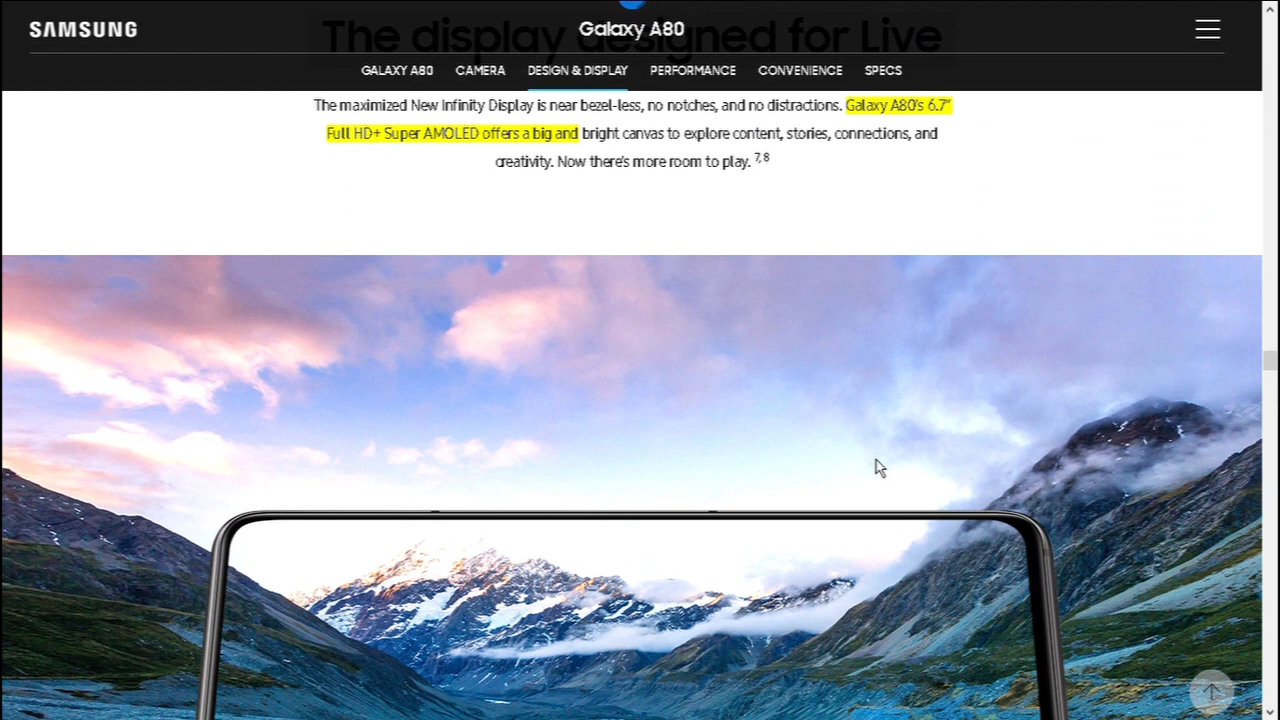 The display designed for Live
SAMSUNG
Galaxy A80
GALAXY A80 CAMERA DESIGN & DISPLAY PERFORMANCE CONVENIENCE SPECS
The maximized New Infinity Display is near bezel-less, no notches, and no distractions. Galaxy A80's 6.7"
Full HD+ Super AMOLED offers a big and bright canvas to explore content, stories, connections, and
creativity. Now there's more room to play. 7, 8